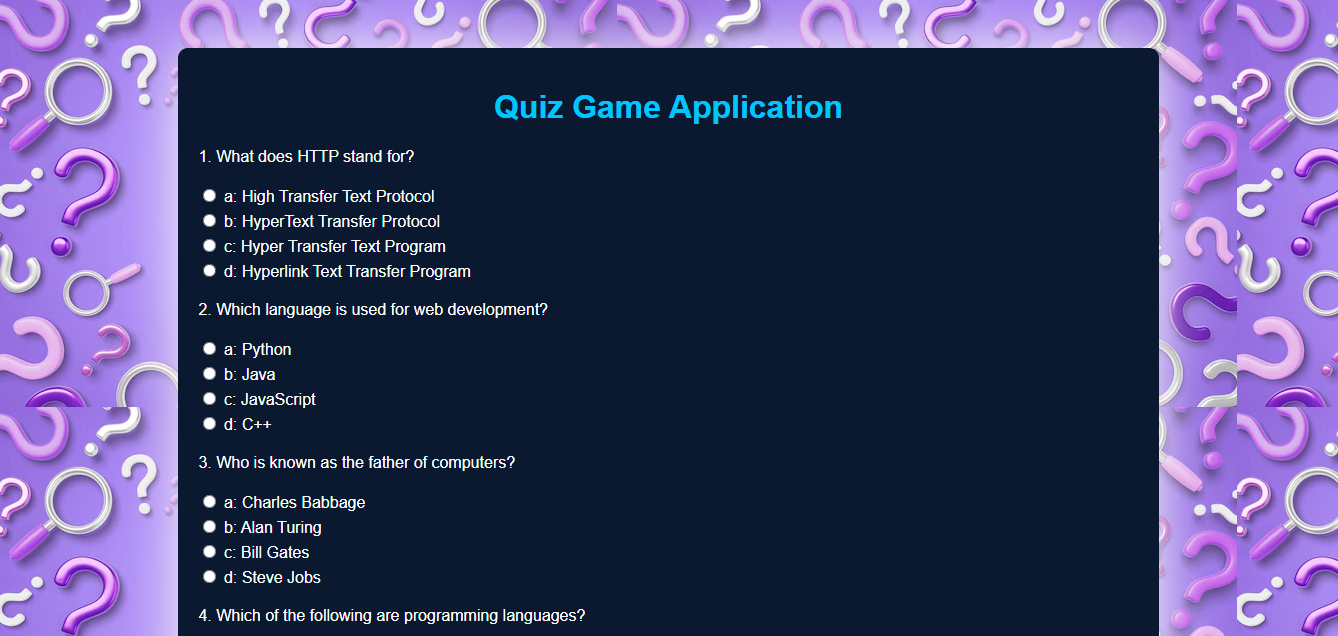 Quiz Game Application
1. What does HTTP stand for?
a: High Transfer Text Protocol
b: HyperText Transfer Protocol
c: Hyper Transfer Text Program
d: Hyperlink Text Transfer Program
2. Which language is used for web development?
a: Python
b: Java
c: JavaScript
d: C++
3. Who is known as the father of computers?
a: Charles Babbage
b: Alan Turing
c: Bill Gates
d: Steve Jobs
4. Which of the following are programming languages?